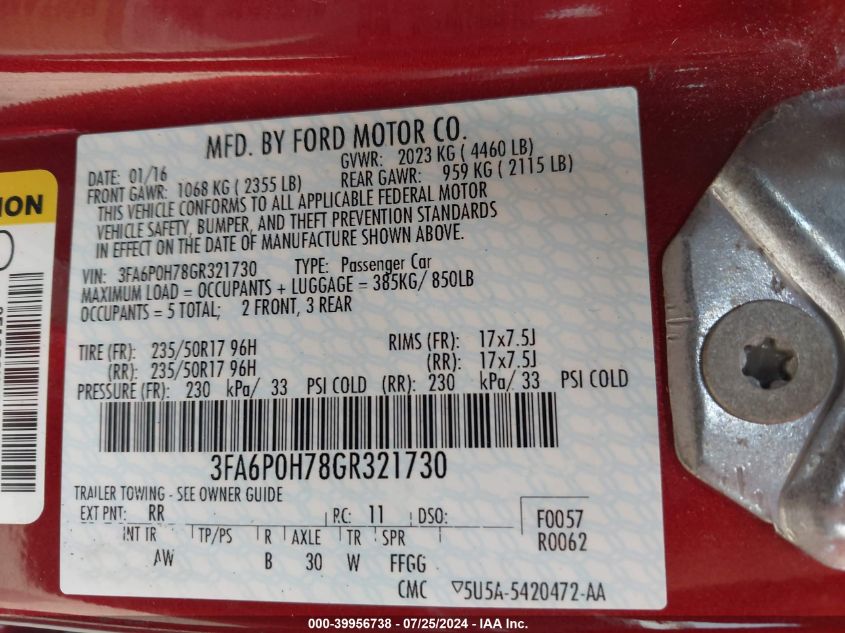 MFD. BY FORD MOTOR CO.
DATE: 01/16 GVWR: 2023 KG ( 4460 LB)
FRONT GAWR: 1068 KG ( 2355 LB) REAR GAWR: 959 KG ( 2115 LB)
THIS VEHICLE CONFORMS TO ALL APPLICABLE FEDERAL MOTOR
VEHICLE SAFETY, BUMPER, AND THEFT PREVENTION STANDARDS
IN EFFECT ON THE DATE OF MANUFACTURE SHOWN ABOVE.
VIN: 3FA6P0H78GR321730 TYPE: Passenger Car
MAXIMUM LOAD = OCCUPANTS + LUGGAGE = 385KG/ 850LB
OCCUPANTS = 5 TOTAL; 2 FRONT, 3 REAR
TIRE (FR): 235/50R17 96H RIMS (FR): 17x7.5J
(RR): 235/50R17 96H (RR): 17x7.5J
PRESSURE (FR): 230 kPa/ 33 PSI COLD (RR): 230 kPa/ 33 PSI COLD
3FA6P0H78GR321730
TRAILER TOWING - SEE OWNER GUIDE
EXT PNT: RR RC: 11 DSO: F0057
R0062
INT TR TP/PS R AXLE TR SPR
AW B 30 W FFGG
CMC ▽5U5A-5420472-AA
ION
000-39956738 - 07/25/2024 - IAA Inc.